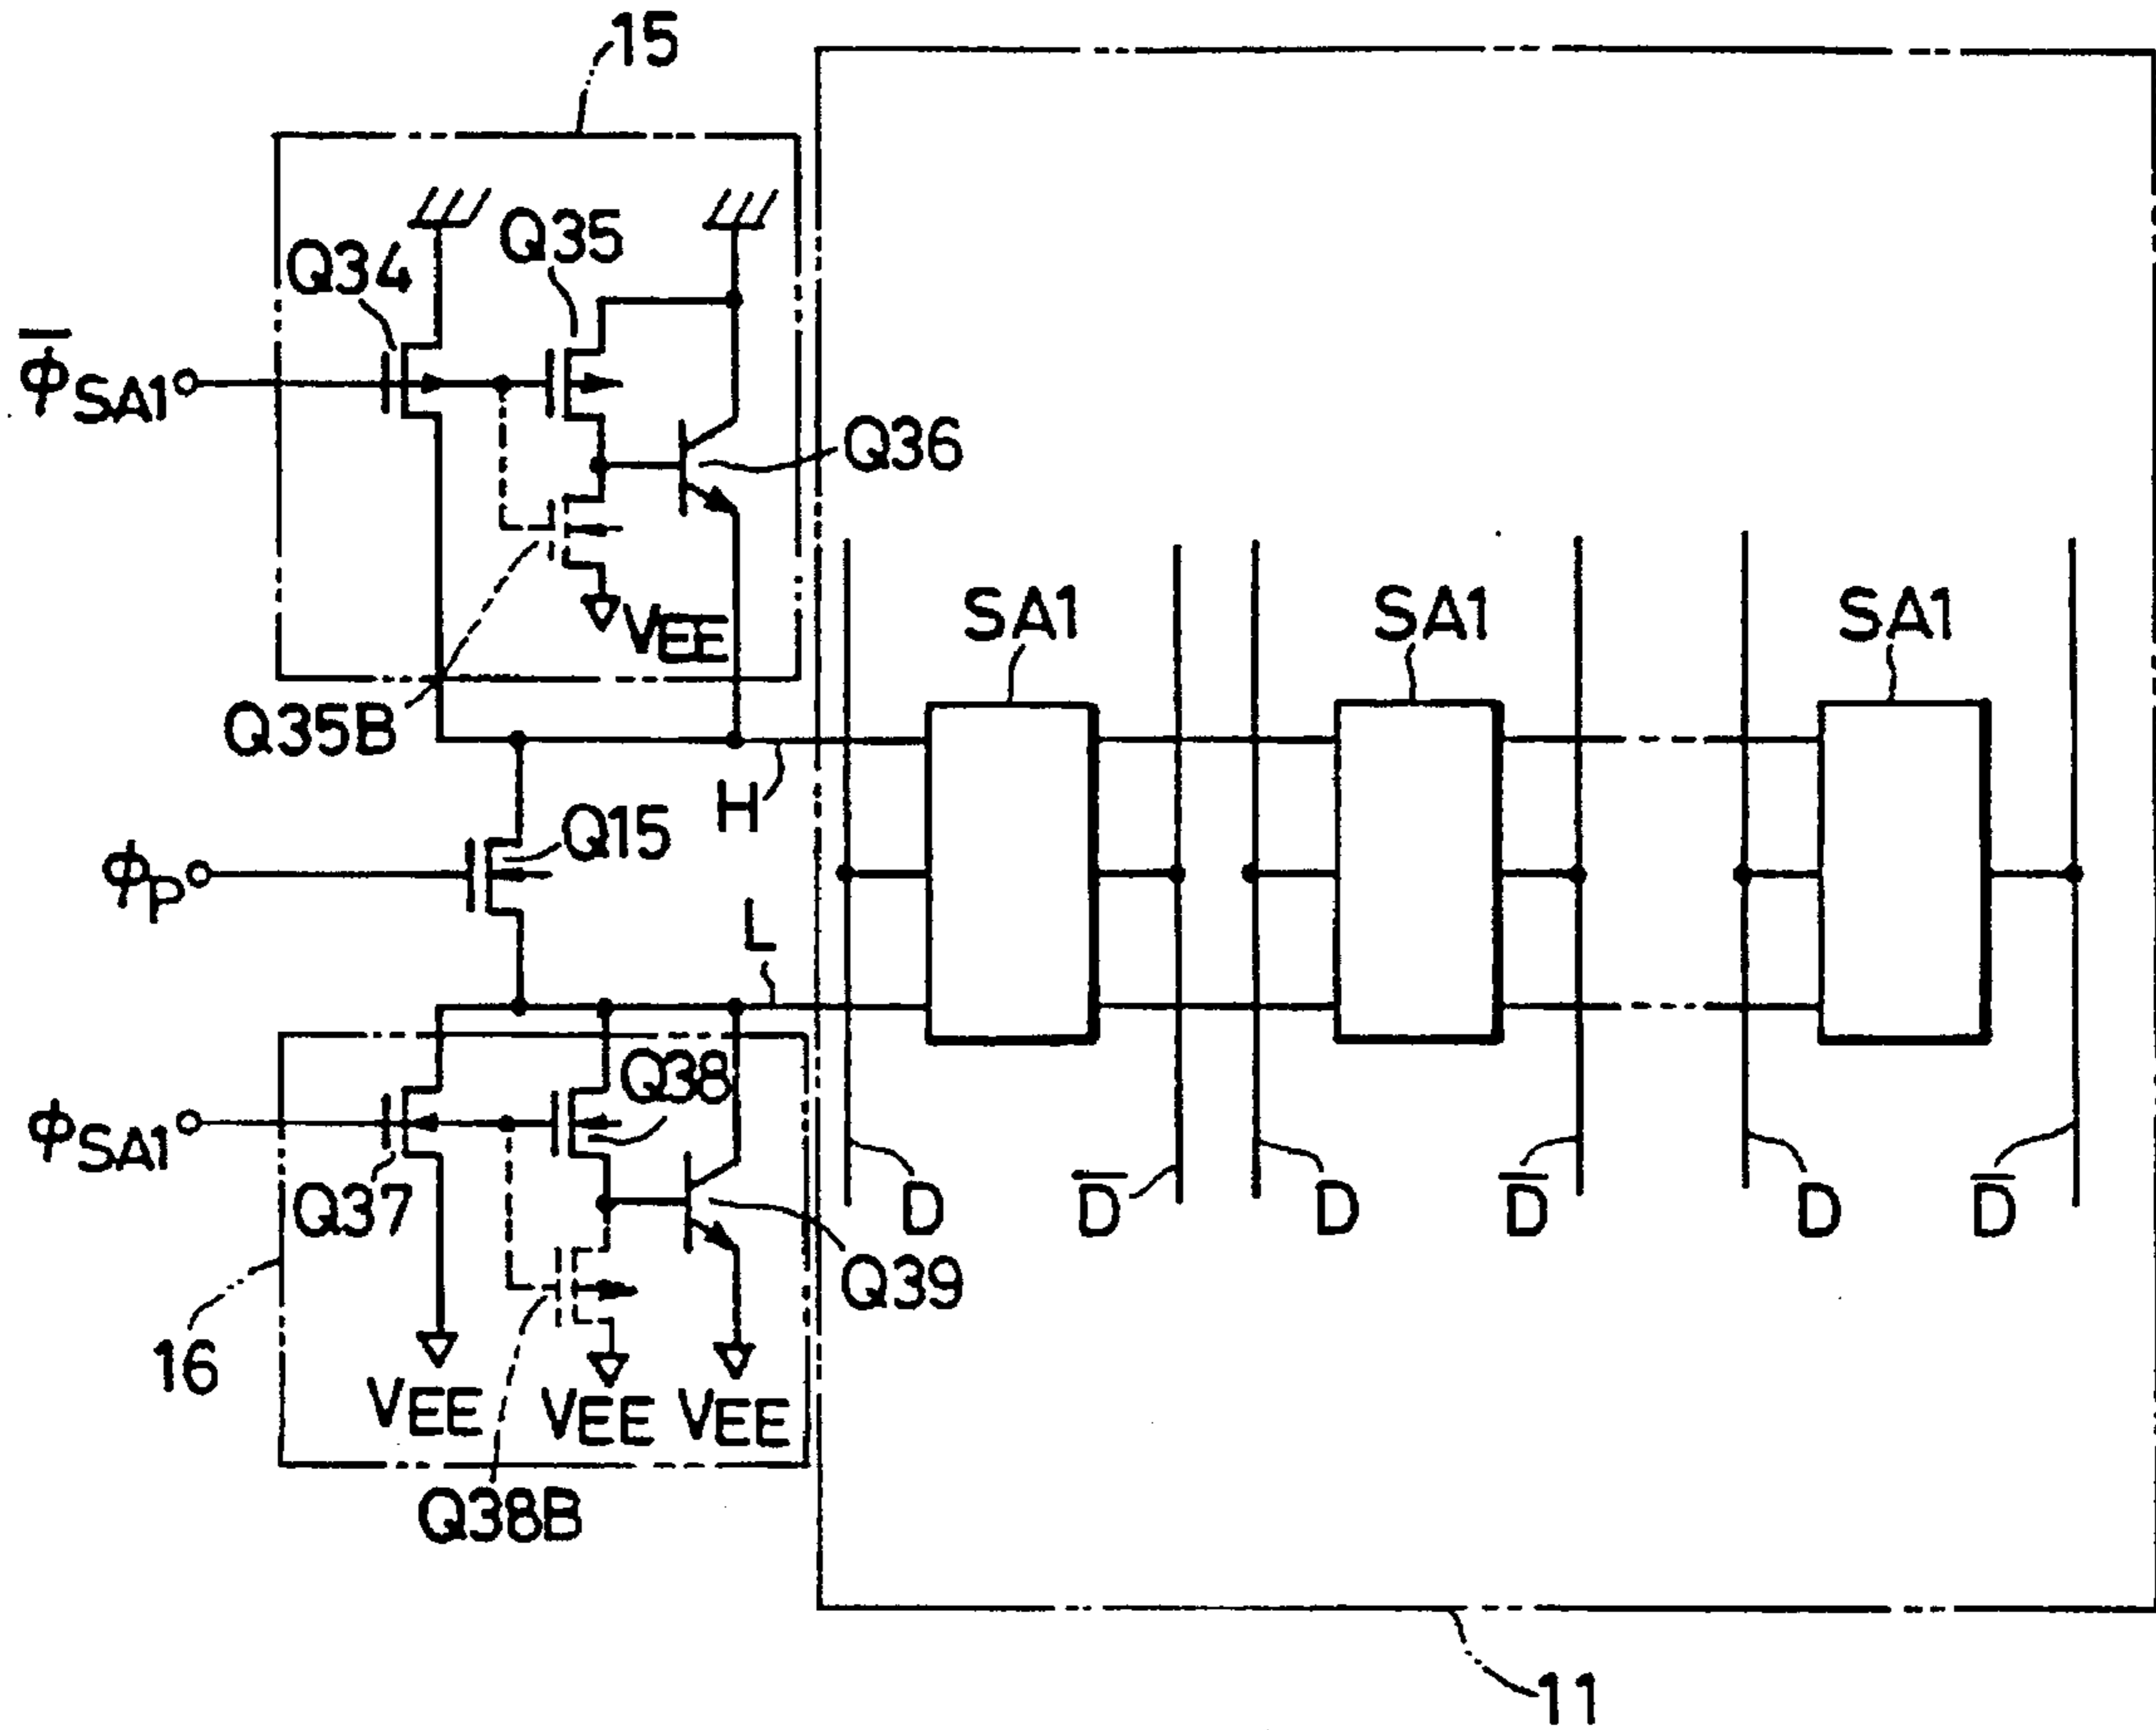 15
Q34
Q35
Φ̅SA1
Q36
VEE
Q35B
SA1
SA1
SA1
H
Q15
ΦP
L
Q38
ΦSA1
Q37
D
D̅
D
D̅
D
D̅
Q39
16
VEE
VEE
VEE
Q38B
11